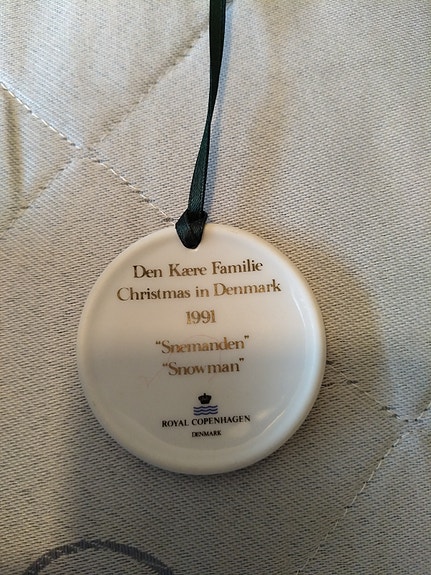 Den Kære Familie
Christmas in Denmark
1991
"Snemanden"
"Snowman"
ROYAL COPENHAGEN
DENMARK